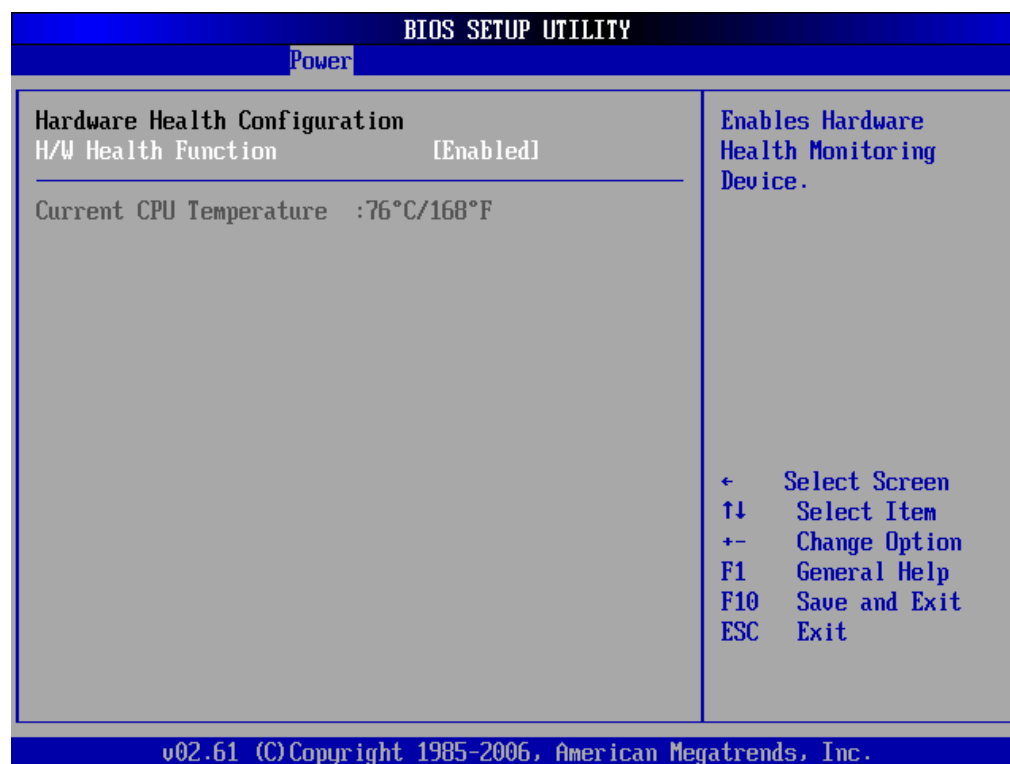 BIOS SETUP UTILITY
Power
Hardware Health Configuration
H/W Health Function [Enabled]
Current CPU Temperature :76°C/168°F
Enables Hardware
Health Monitoring
Device.
← Select Screen
↑↓ Select Item
+- Change Option
F1 General Help
F10 Save and Exit
ESC Exit
v02.61 (C)Copyright 1985-2006, American Megatrends, Inc.